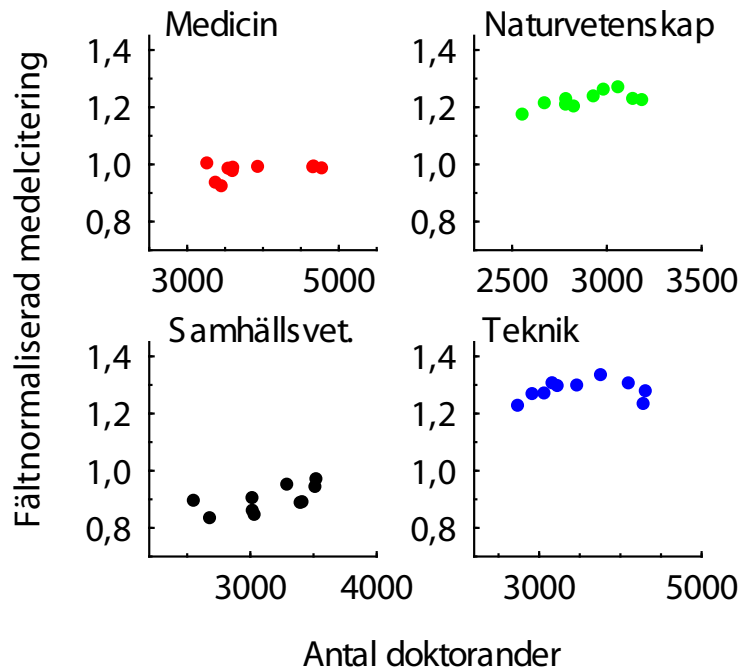 Fältnormaliserad medelcitering
Medicin
1,4
1,2
1,0
0,8
3000 5000
Naturvetenskap
1,4
1,2
1,0
0,8
2500 3000 3500
Samhällsvet.
1,4
1,2
1,0
0,8
3000 4000
Teknik
1,4
1,2
1,0
0,8
3000 5000
Antal doktorander